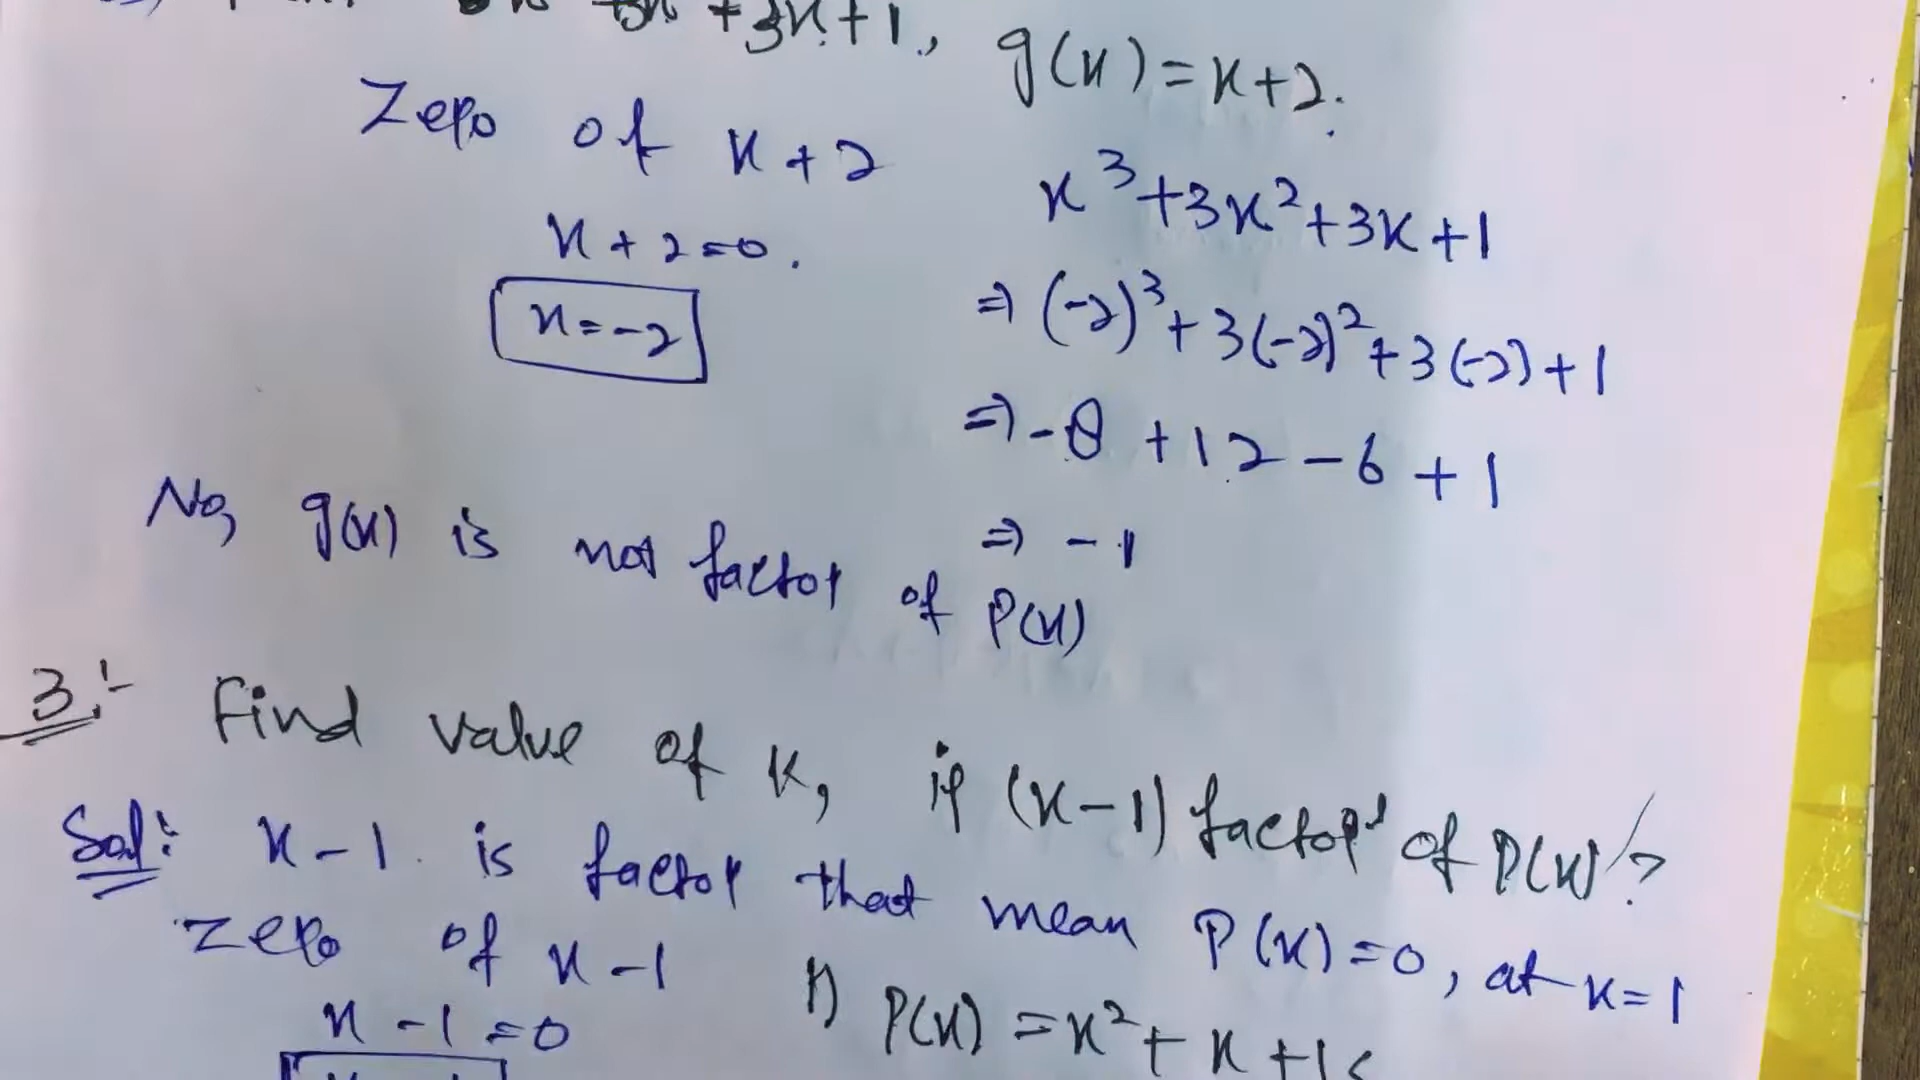 +3x+1, g(x)=x+2.
Zero of x+2
x+2=0.
x=-2
x³+3x²+3x+1
⇒ (-2)³+3(-2)²+3(-2)+1
⇒ -8+12-6+1
⇒ -1
No, g(x) is not factor of P(x)
3:- Find value of K, if (x-1) factor of P(x)?
Sol: x-1 is factor that mean P(x)=0, at x=1
Zero of x-1
x-1=0
1) P(x)=x²+x+k